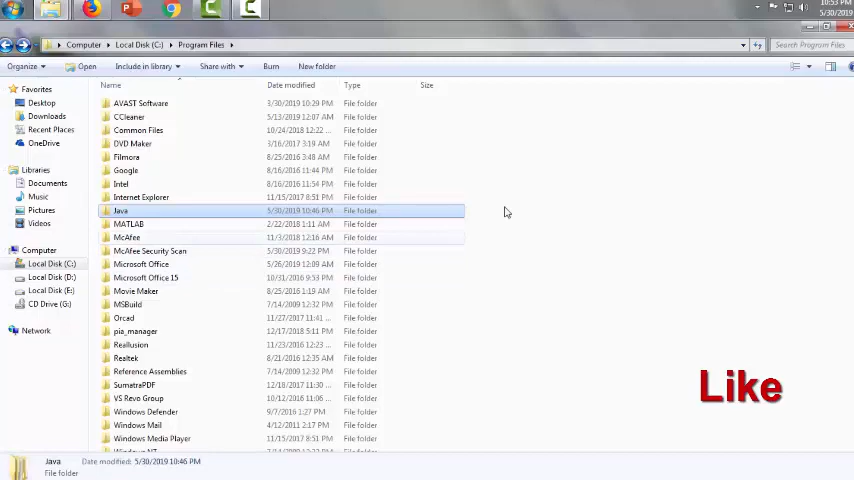 10:53 PM
5/30/2019
Computer Local Disk (C:) Program Files
Search Program Files
Organize Open Include in library Share with Burn New folder
Name Date modified Type Size
Favorites
Desktop
Downloads
Recent Places
OneDrive
Libraries
Documents
Music
Pictures
Videos
Computer
Local Disk (C:)
Local Disk (D:)
Local Disk (E:)
CD Drive (G:)
Network
AVAST Software 3/30/2019 10:29 PM File folder
CCleaner 5/13/2019 12:07 AM File folder
Common Files 10/24/2018 12:22 ... File folder
DVD Maker 3/16/2017 3:19 AM File folder
Filmora 8/25/2016 3:48 AM File folder
Google 8/16/2016 11:44 PM File folder
Intel 8/16/2016 11:54 PM File folder
Internet Explorer 11/15/2017 8:51 PM File folder
Java 5/30/2019 10:46 PM File folder
MATLAB 2/22/2018 1:11 AM File folder
McAfee 11/3/2018 12:16 AM File folder
McAfee Security Scan 5/30/2019 9:22 PM File folder
Microsoft Office 5/26/2019 12:09 AM File folder
Microsoft Office 15 10/31/2016 9:53 PM File folder
Movie Maker 8/25/2016 1:19 AM File folder
MSBuild 7/14/2009 12:32 PM File folder
Orcad 11/27/2017 11:41 ... File folder
pia_manager 12/17/2018 5:11 PM File folder
Reallusion 11/23/2016 12:23 ... File folder
Realtek 8/21/2016 12:35 AM File folder
Reference Assemblies 7/14/2009 12:32 PM File folder
SumatraPDF 12/18/2017 11:30 ... File folder
VS Revo Group 10/12/2016 11:06 ... File folder
Windows Defender 9/7/2016 1:27 PM File folder
Windows Mail 4/12/2011 2:17 PM File folder
Windows Media Player 11/15/2017 8:51 PM File folder
Like
Java Date modified: 5/30/2019 10:46 PM
File folder